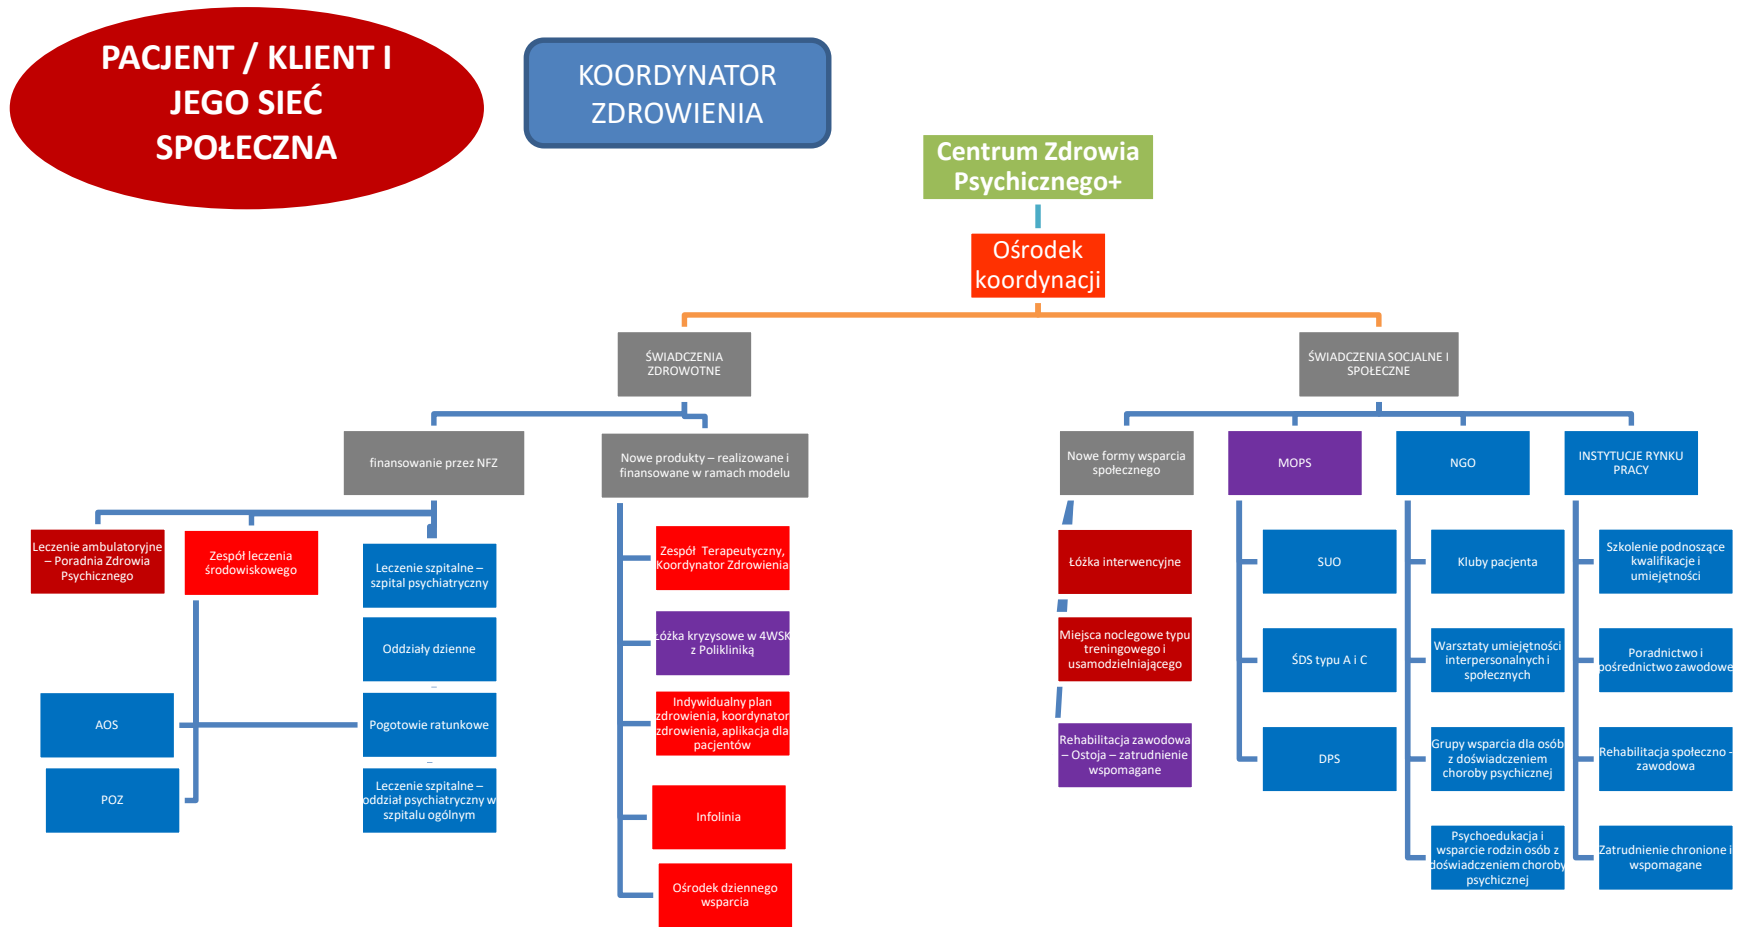 PACJENT / KLIENT I
JEGO SIEĆ
SPOŁECZNA
KOORDYNATOR
ZDROWIENIA
Centrum Zdrowia
Psychicznego+
Ośrodek
koordynacji
ŚWIADCZENIA
ZDROWOTNE
ŚWIADCZENIA SOCJALNE I
SPOŁECZNE
finansowanie przez NFZ
Nowe produkty – realizowane i
finansowane w ramach modelu
Nowe formy wsparcia
społecznego
MOPS
NGO
INSTYTUCJE RYNKU
PRACY
Leczenie ambulatoryjne
– Poradnia Zdrowia
Psychicznego
Zespół leczenia
środowiskowego
Leczenie szpitalne –
szpital psychiatryczny
Oddziały dzienne
AOS
Pogotowie ratunkowe
POZ
Leczenie szpitalne –
oddział psychiatryczny w
szpitalu ogólnym
Zespół  Terapeutyczny,
Koordynator Zdrowienia
Łóżka kryzysowe w 4WSK
z Polikliniką
Indywidualny plan
zdrowienia, koordynator
zdrowienia, aplikacja dla
pacjentów
Infolinia
Ośrodek dziennego
wsparcia
Łóżka interwencyjne
Miejsca noclegowe typu
treningowego i
usamodzielniającego
Rehabilitacja zawodowa
– Ostoja – zatrudnienie
wspomagane
SUO
ŚDS typu A i C
DPS
Kluby pacjenta
Warsztaty umiejętności
interpersonalnych i
społecznych
Grupy wsparcia dla osób
z doświadczeniem
choroby psychicznej
Psychoedukacja i
wsparcie rodzin osób z
doświadczeniem choroby
psychicznej
Szkolenie podnoszące
kwalifikacje i
umiejętności
Poradnictwo i
pośrednictwo zawodowe
Rehabilitacja społeczno -
zawodowa
Zatrudnienie chronione i
wspomagane